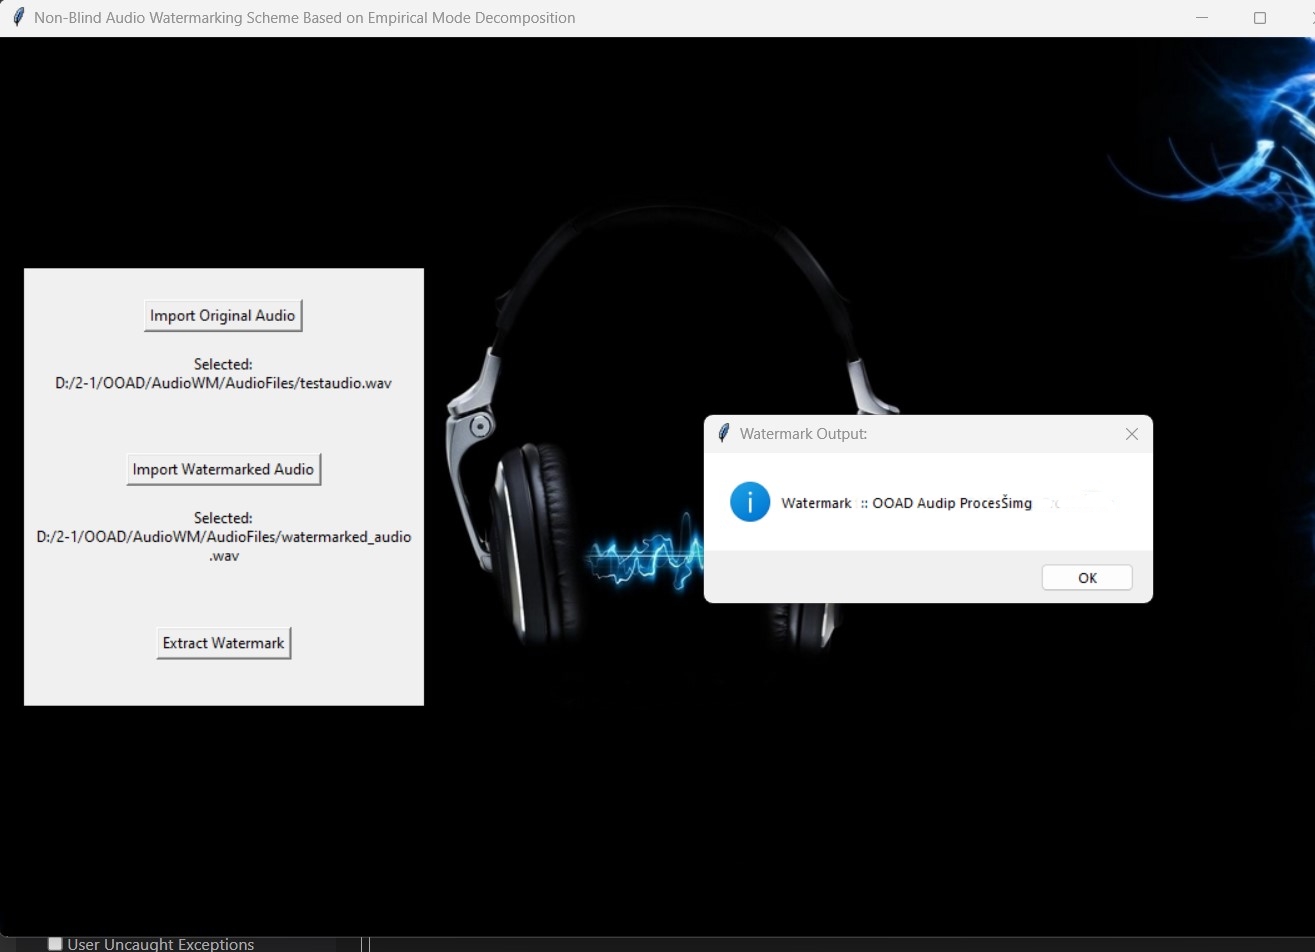 Non-Blind Audio Watermarking Scheme Based on Empirical Mode Decomposition
Import Original Audio
Selected:
D:/2-1/OOAD/AudioWM/AudioFiles/testaudio.wav
Import Watermarked Audio
Selected:
D:/2-1/OOAD/AudioWM/AudioFiles/watermarked_audio
.wav
Extract Watermark
Watermark Output:
Watermark :: OOAD Audip ProcesŠimg
OK
User Uncaught Exceptions